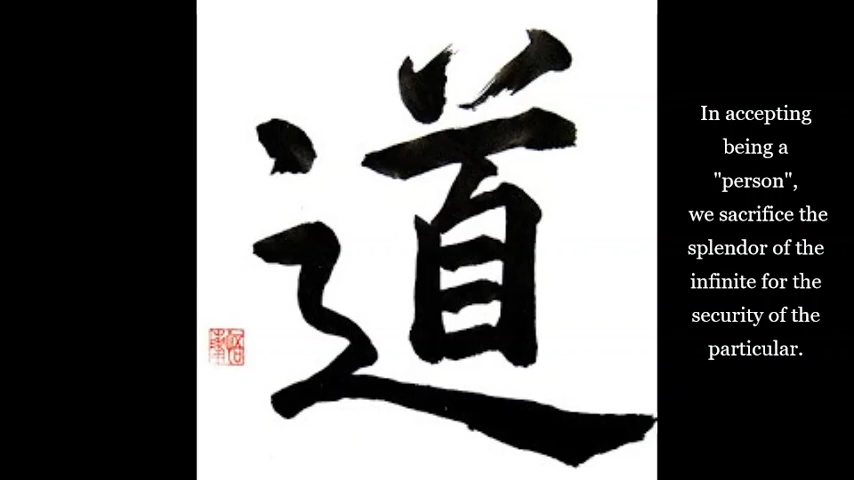 道
In accepting
being a
"person",
we sacrifice the
splendor of the
infinite for the
security of the
particular.